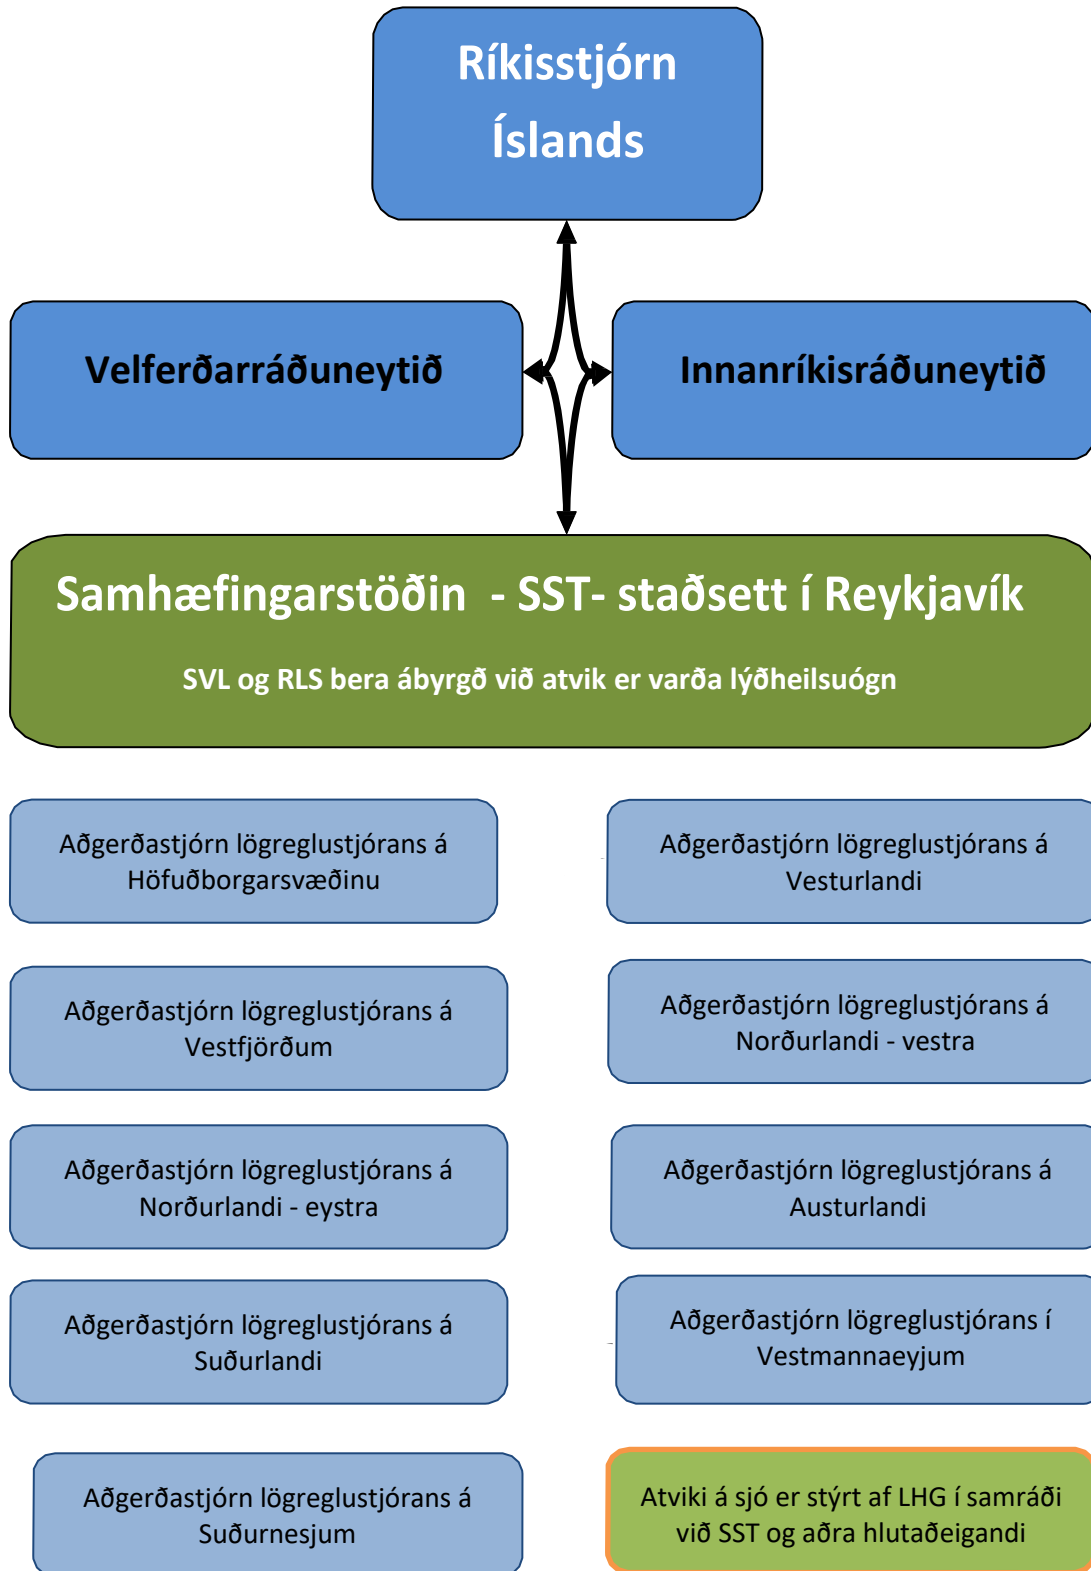 Ríkisstjórn
Íslands
Velferðarráðuneytið
Innanríkisráðuneytið
Samhæfingarstöðin - SST- staðsett í Reykjavík
SVL og RLS bera ábyrgð við atvik er varða lýðheilsuógn
Aðgerðastjórn lögreglustjórans á
Höfuðborgarsvæðinu
Aðgerðastjórn lögreglustjórans á
Vesturlandi
Aðgerðastjórn lögreglustjórans á
Vestfjörðum
Aðgerðastjórn lögreglustjórans á
Norðurlandi - vestra
Aðgerðastjórn lögreglustjórans á
Norðurlandi - eystra
Aðgerðastjórn lögreglustjórans á
Austurlandi
Aðgerðastjórn lögreglustjórans á
Suðurlandi
Aðgerðastjórn lögreglustjórans í
Vestmannaeyjum
Aðgerðastjórn lögreglustjórans á
Suðurnesjum
Atviki á sjó er stýrt af LHG í samráði
við SST og aðra hlutaðeigandi